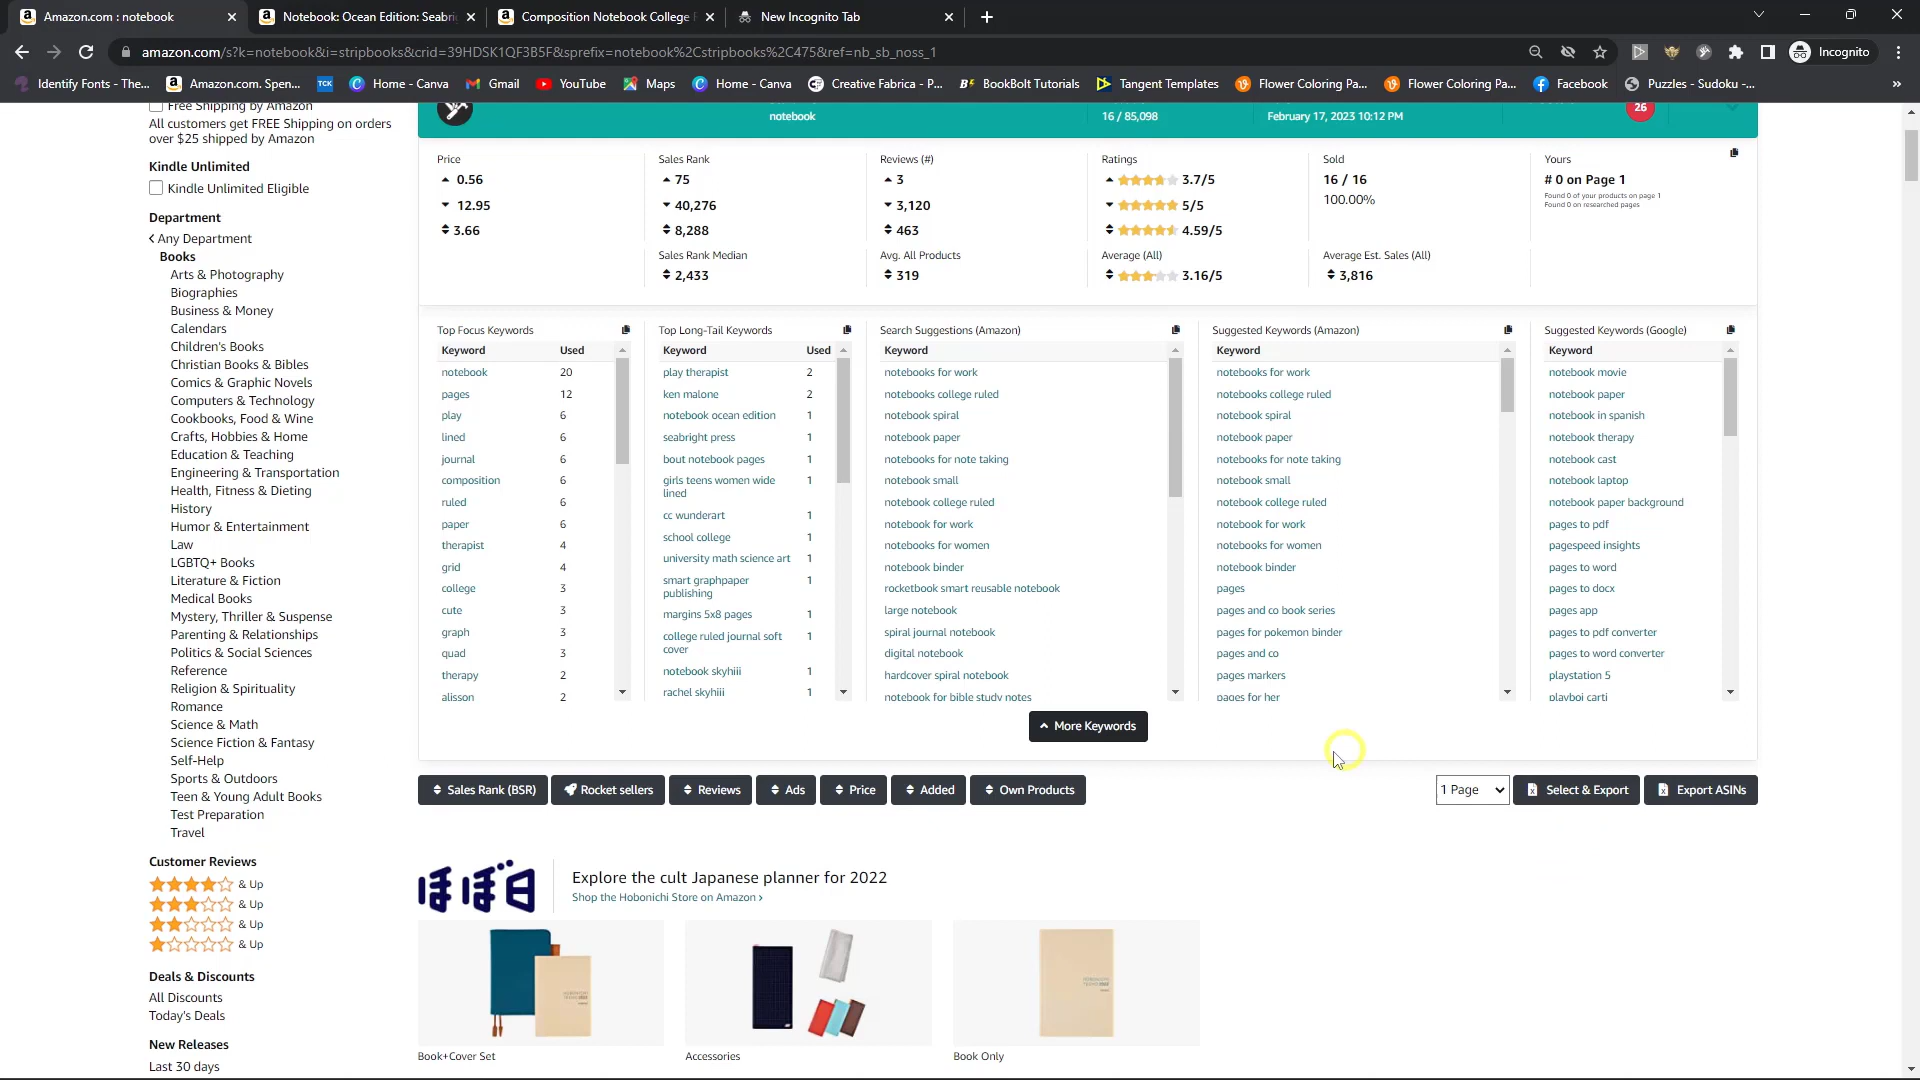 Amazon.com : notebook
Notebook: Ocean Edition: Seabri
Composition Notebook College
New Incognito Tab
amazon.com/s?k=notebook&i=stripbooks&crid=39HDSK1QF3B5F&sprefix=notebook%2Cstripbooks%2C475&ref=nb_sb_noss_1
Incognito
Identify Fonts - The...
Amazon.com. Spen...
TCK
Home - Canva
Gmail
YouTube
Maps
Home - Canva
Creative Fabrica - P...
BookBolt Tutorials
Tangent Templates
Flower Coloring Pa...
Flower Coloring Pa...
Facebook
Puzzles - Sudoku -...
Free Shipping by Amazon
All customers get FREE Shipping on orders
over $25 shipped by Amazon
Kindle Unlimited
Kindle Unlimited Eligible
Department
Any Department
Books
Arts & Photography
Biographies
Business & Money
Calendars
Children's Books
Christian Books & Bibles
Comics & Graphic Novels
Computers & Technology
Cookbooks, Food & Wine
Crafts, Hobbies & Home
Education & Teaching
Engineering & Transportation
Health, Fitness & Dieting
History
Humor & Entertainment
Law
LGBTQ+ Books
Literature & Fiction
Medical Books
Mystery, Thriller & Suspense
Parenting & Relationships
Politics & Social Sciences
Reference
Religion & Spirituality
Romance
Science & Math
Science Fiction & Fantasy
Self-Help
Sports & Outdoors
Teen & Young Adult Books
Test Preparation
Travel
Customer Reviews
& Up
& Up
& Up
& Up
Deals & Discounts
All Discounts
Today's Deals
New Releases
Last 30 days
notebook
16 / 85,098
February 17, 2023 10:12 PM
26
Price
0.56
12.95
3.66
Sales Rank
75
40,276
8,288
Sales Rank Median
2,433
Reviews (#)
3
3,120
463
Avg. All Products
319
Ratings
3.7/5
5/5
4.59/5
Average (All)
3.16/5
Sold
16 / 16
100.00%
Average Est. Sales (All)
3,816
Yours
# 0 on Page 1
Found 0 of your products on page 1
Found 0 on researched pages
Top Focus Keywords
Keyword Used
notebook 20
pages 12
play 6
lined 6
journal 6
composition 6
ruled 6
paper 6
therapist 4
grid 4
college 3
cute 3
graph 3
quad 3
therapy 2
alisson 2
Top Long-Tail Keywords
Keyword Used
play therapist 2
ken malone 2
notebook ocean edition 1
seabright press 1
bout notebook pages 1
girls teens women wide 1
lined
cc wunderart 1
school college 1
university math science art 1
smart graphpaper 1
publishing
margins 5x8 pages 1
college ruled journal soft 1
cover
notebook skyhiii 1
rachel skyhiii 1
Search Suggestions (Amazon)
Keyword
notebooks for work
notebooks college ruled
notebook spiral
notebook paper
notebooks for note taking
notebook small
notebook college ruled
notebook for work
notebooks for women
notebook binder
rocketbook smart reusable notebook
large notebook
spiral journal notebook
digital notebook
hardcover spiral notebook
notebook for bible study notes
Suggested Keywords (Amazon)
Keyword
notebooks for work
notebooks college ruled
notebook spiral
notebook paper
notebooks for note taking
notebook small
notebook college ruled
notebook for work
notebooks for women
notebook binder
pages
pages and co book series
pages for pokemon binder
pages and co
pages markers
pages for her
Suggested Keywords (Google)
Keyword
notebook movie
notebook paper
notebook in spanish
notebook therapy
notebook cast
notebook laptop
notebook paper background
pages to pdf
pagespeed insights
pages to word
pages to docx
pages app
pages to pdf converter
pages to word converter
playstation 5
playboi carti
More Keywords
Sales Rank (BSR)
Rocket sellers
Reviews
Ads
Price
Added
Own Products
1 Page
Select & Export
Export ASINs
ほぼ日
Explore the cult Japanese planner for 2022
Shop the Hobonichi Store on Amazon ›
Book+Cover Set
Accessories
Book Only